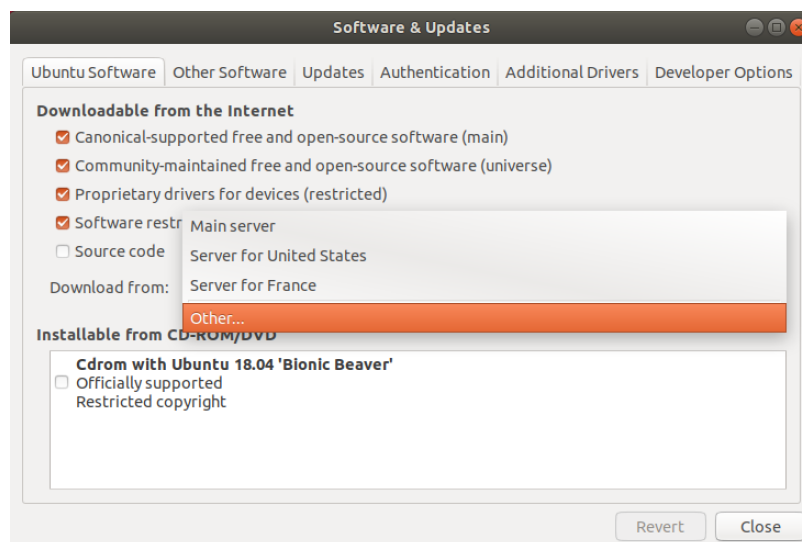 Software & Updates
Ubuntu Software Other Software Updates Authentication Additional Drivers Developer Options
Downloadable from the Internet
Canonical-supported free and open-source software (main)
Community-maintained free and open-source software (universe)
Proprietary drivers for devices (restricted)
Software restr
Main server
Source code
Server for United States
Download from:
Server for France
Other...
Installable from CD-ROM/DVD
Cdrom with Ubuntu 18.04 'Bionic Beaver'
Officially supported
Restricted copyright
Revert Close